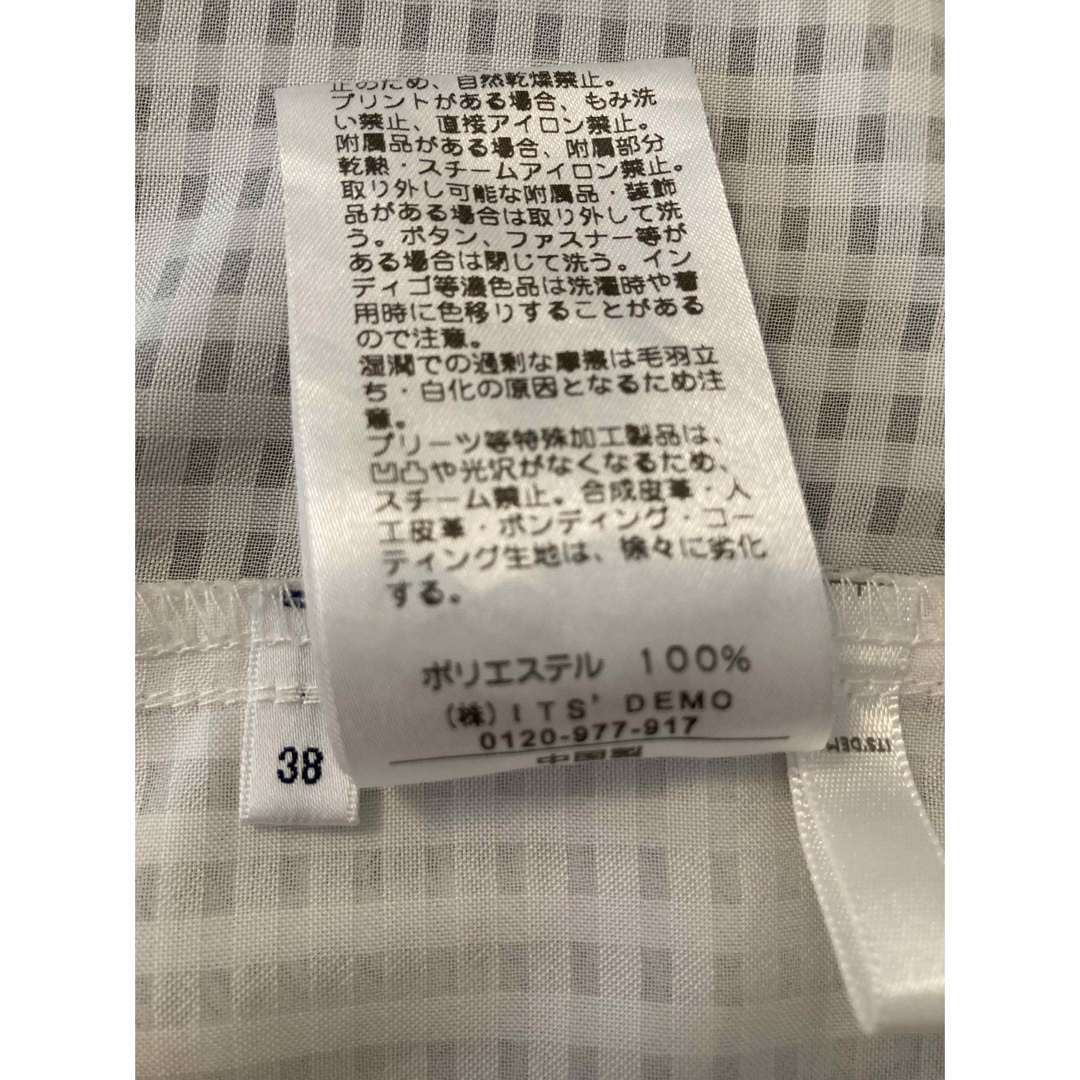 止のため、自然乾燥禁止。
プリントがある場合、もみ洗
い禁止、直接アイロン禁止。
附属品がある場合、附属部分
乾熱・スチームアイロン禁止。
取り外し可能な附属品・装飾
品がある場合は取り外して洗
う。ボタン、ファスナー等が
ある場合は閉じて洗う。イン
ディゴ等濃色品は洗濯時や着
用時に色移りすることがある
ので注意。
湿潤での過剰な摩擦は毛羽立
ち・白化の原因となるため注
意。
プリーツ等特殊加工製品は、
凹凸や光沢がなくなるため、
スチーム禁止。合成皮革・人
工皮革・ボンディング・コー
ティング生地は、徐々に劣化
する。
ポリエステル 100%
(株)ITS' DEMO
0120-977-917
中国製
38
ITS'DEM